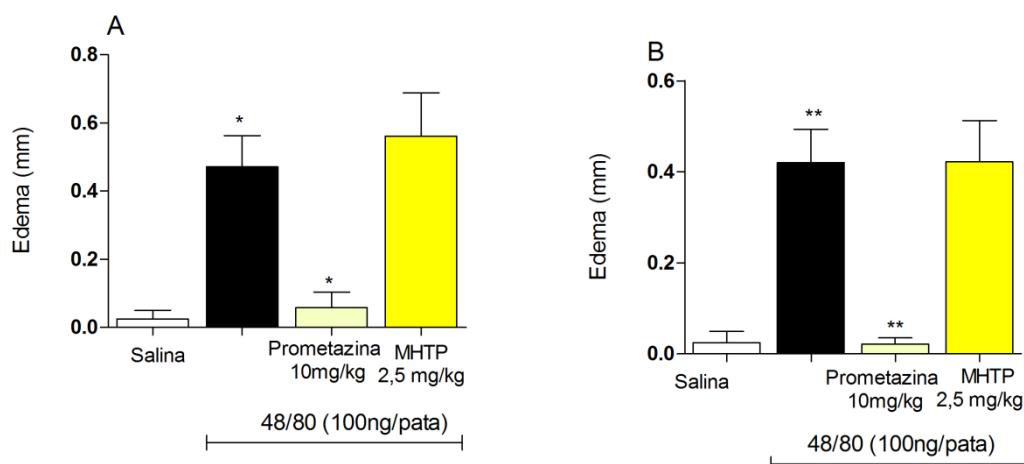 A
Edema (mm)
0.8
0.6
0.4
0.2
0.0
*
*
Salina
Prometazina
10mg/kg
MHTP
2,5 mg/kg
48/80 (100ng/pata)
B
Edema (mm)
0.6
0.4
0.2
0.0
**
**
Salina
Prometazina
10mg/kg
MHTP
2,5 mg/kg
48/80 (100ng/pata)